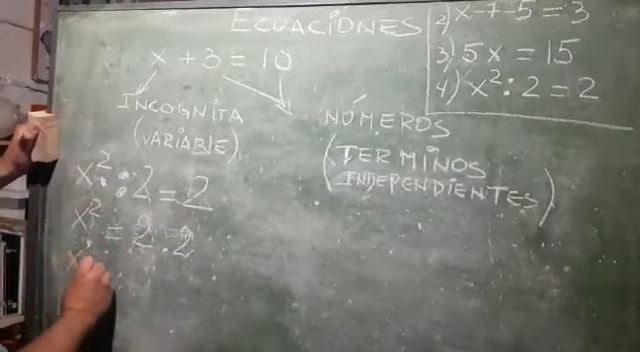 ECUACIONES
x + 3 = 10
INCOGNITA
(VARIABLE)
NÚMEROS
(TERMINOS
INDEPENDIENTES)
2) x - 7 - 5 = 3
3) 5x = 15
4) x² : 2 = 2
x² : 2 = 2
x² = 2 . 2
x